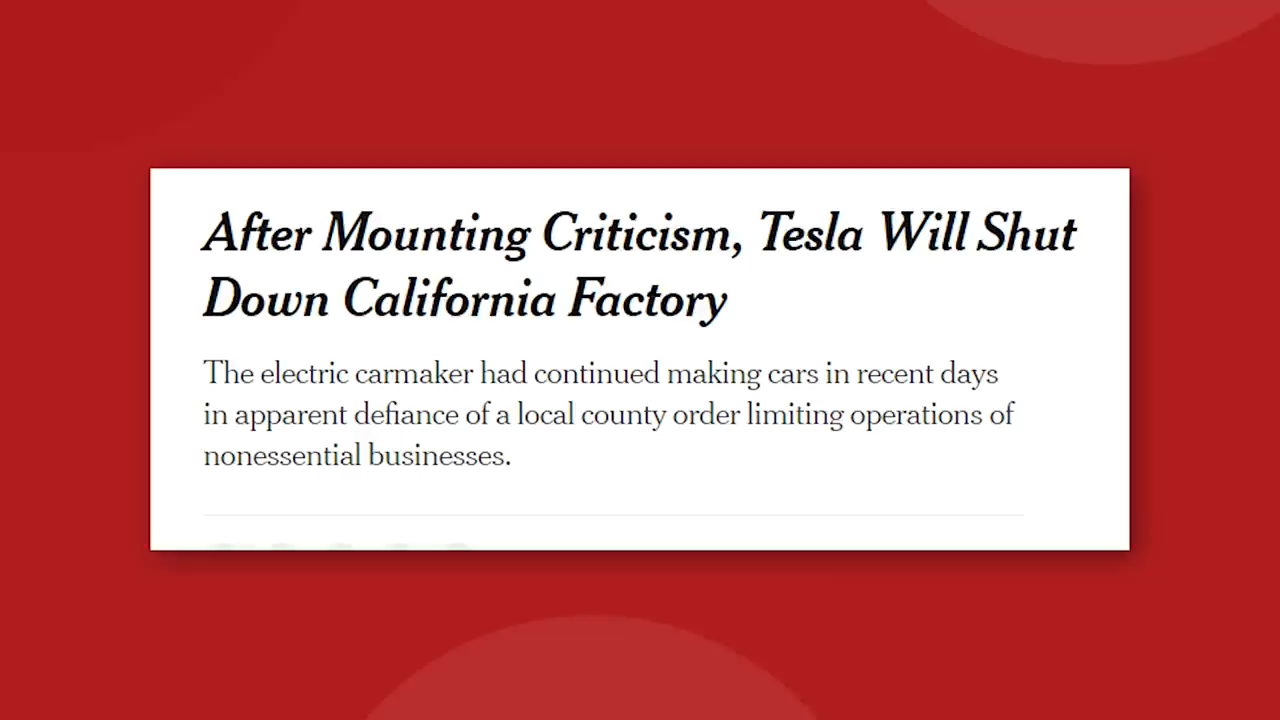 After Mounting Criticism, Tesla Will Shut
Down California Factory
The electric carmaker had continued making cars in recent days
in apparent defiance of a local county order limiting operations of
nonessential businesses.